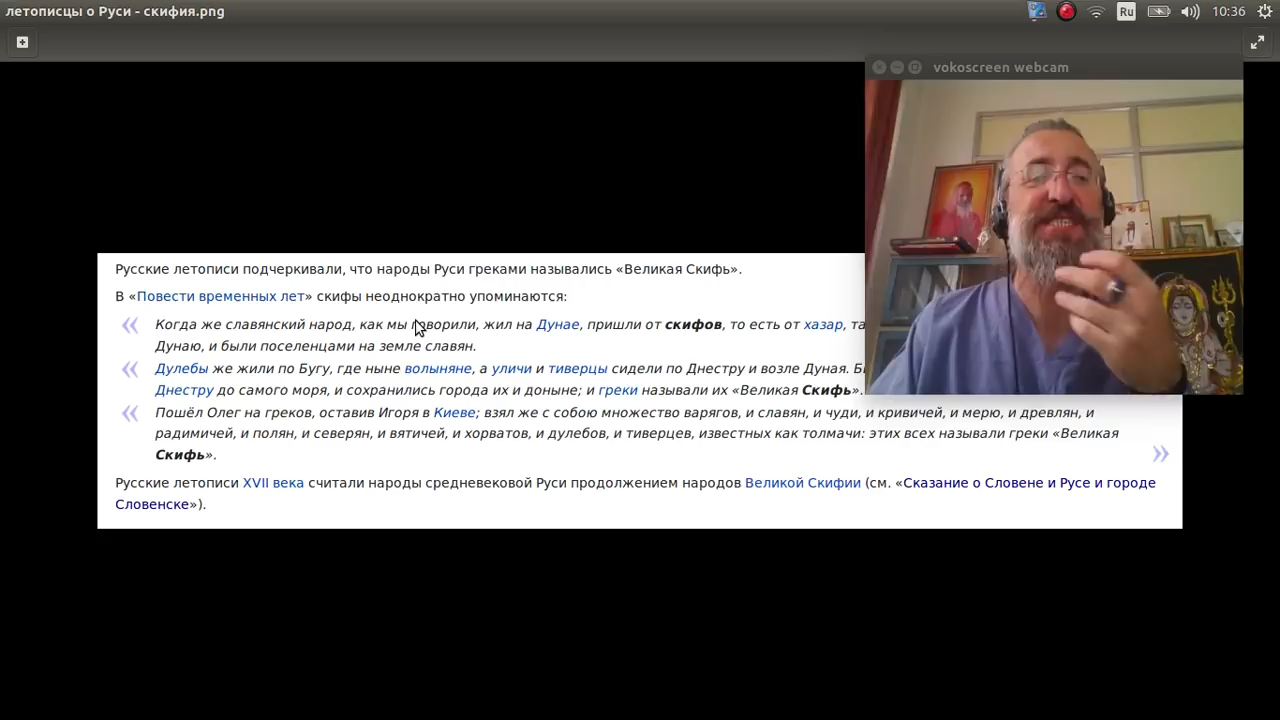 летописцы о Руси - скифия.png
Ru
10:36
vokoscreen webcam
Русские летописи подчеркивали, что народы Руси греками назывались «Великая Скифь».
В «Повести временных лет» скифы неоднократно упоминаются:
« Когда же славянский народ, как мы говорили, жил на Дунае, пришли от скифов, то есть от хазар,
Дунаю, и были поселенцами на земле славян.
« Дулебы же жили по Бугу, где ныне волыняне, а уличи и тиверцы сидели по Днестру и возле Дуная.
Днестру до самого моря, и сохранились города их и доныне; и греки называли их «Великая Скифь».
« Пошёл Олег на греков, оставив Игоря в Киеве; взял же с собою множество варягов, и славян, и чуди, и кривичей, и мерю, и древлян, и
радимичей, и полян, и северян, и вятичей, и хорватов, и дулебов, и тиверцев, известных как толмачи: этих всех называли греки «Великая
Скифь». »
Русские летописи XVII века считали народы средневековой Руси продолжением народов Великой Скифии (см. «Сказание о Словене и Русе и городе
Словенске»).